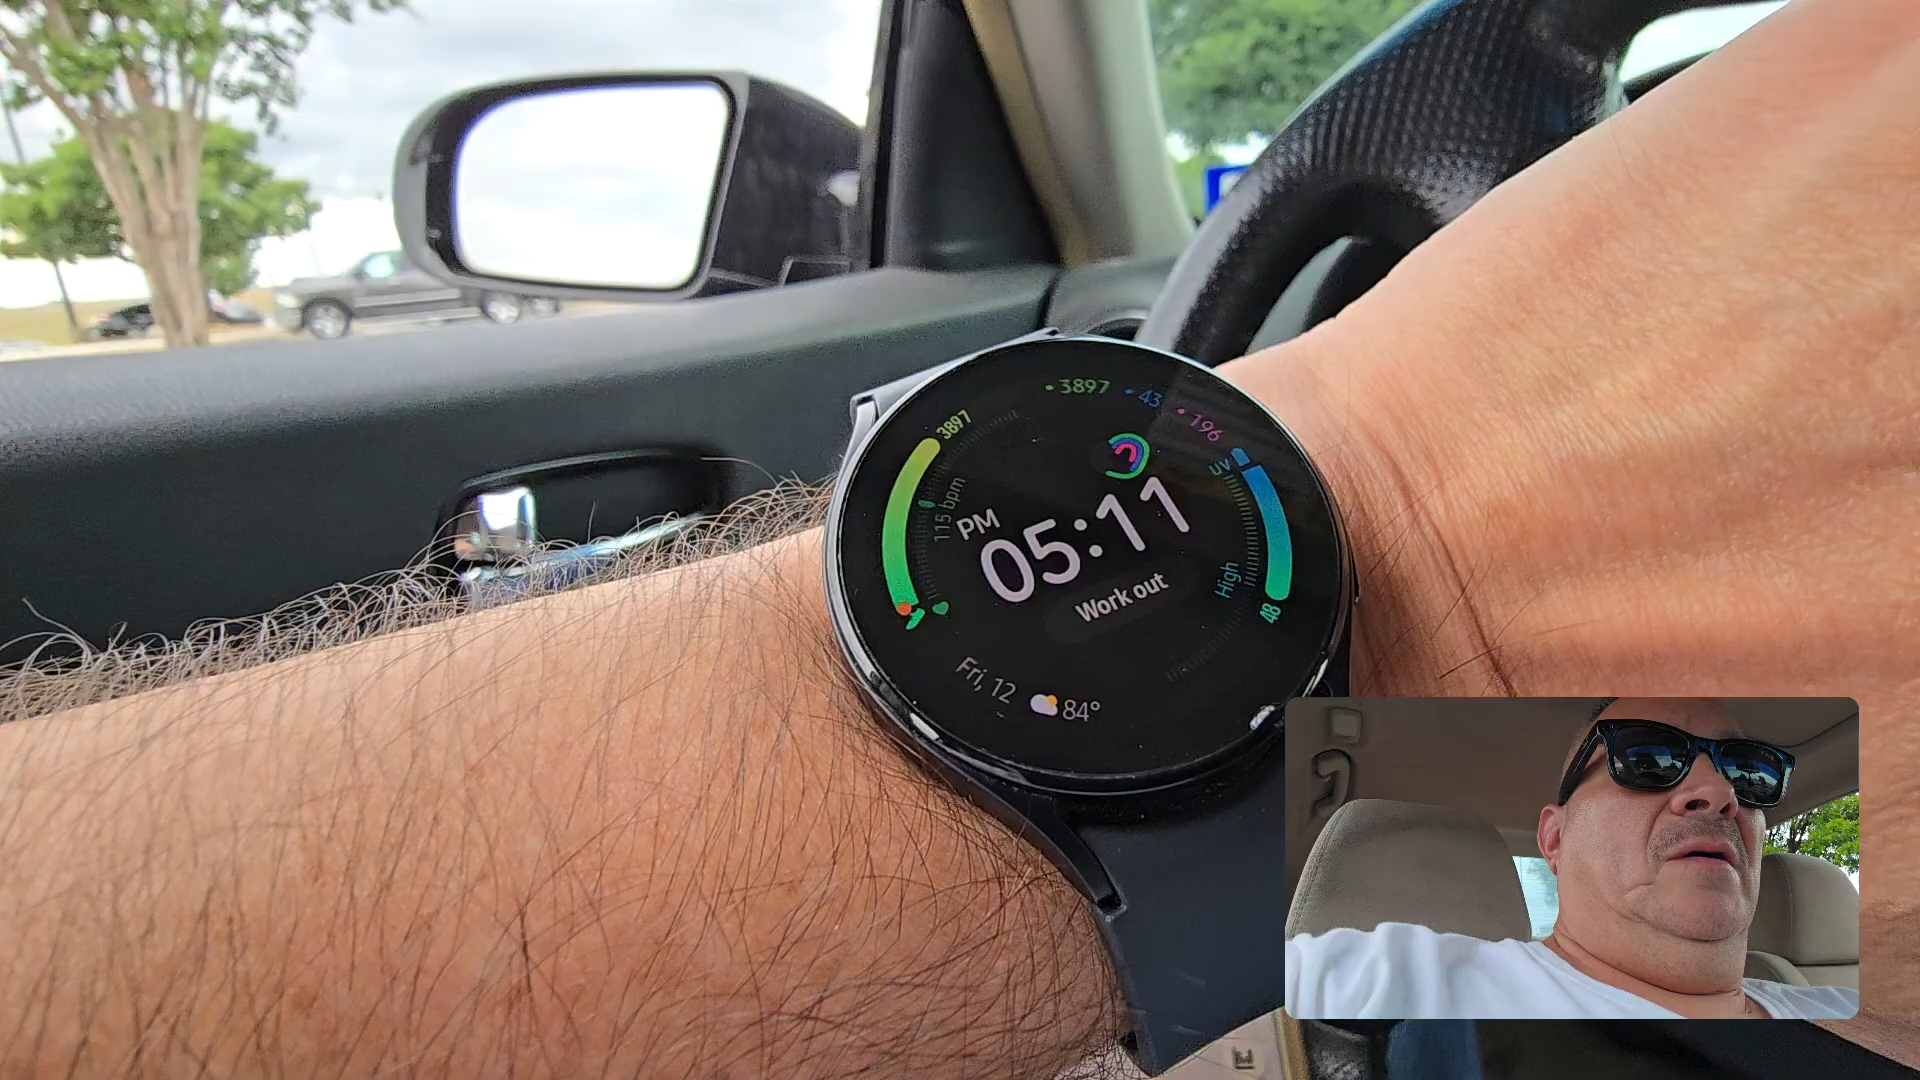 3897 43 196
3897
UV
115 bpm
PM
05:11
High
Work out
48
Fri, 12 84°